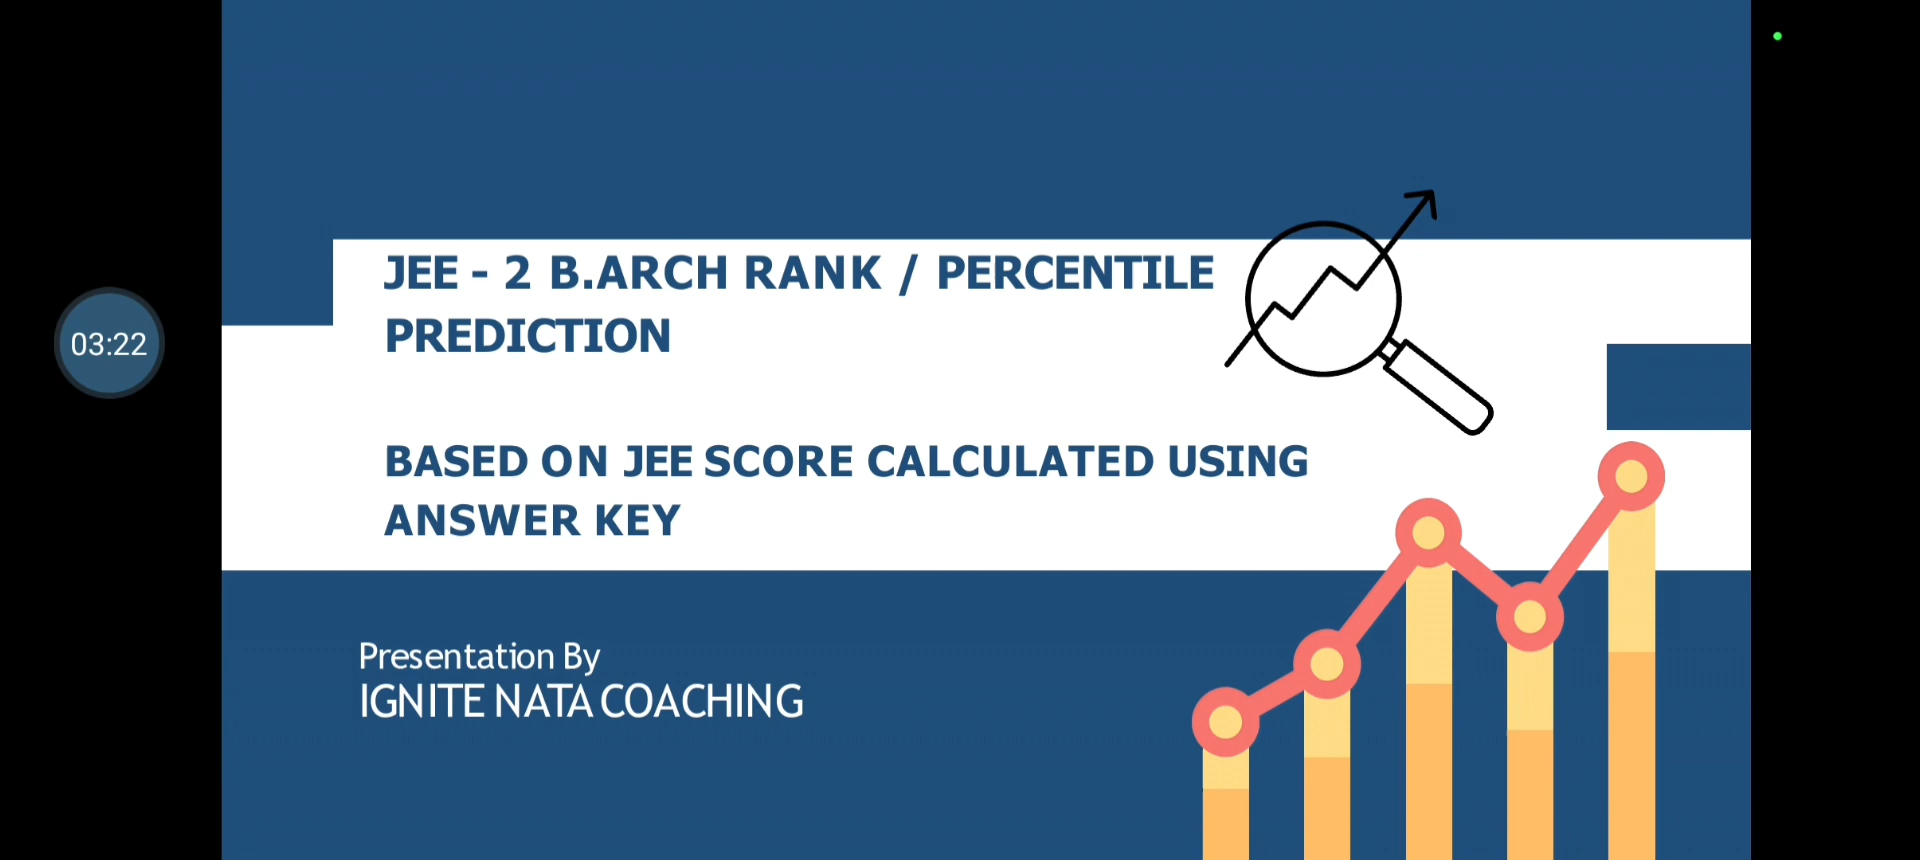 JEE - 2 B.ARCH RANK / PERCENTILE
PREDICTION
BASED ON JEE SCORE CALCULATED USING
ANSWER KEY
03:22
Presentation By
IGNITE NATA COACHING